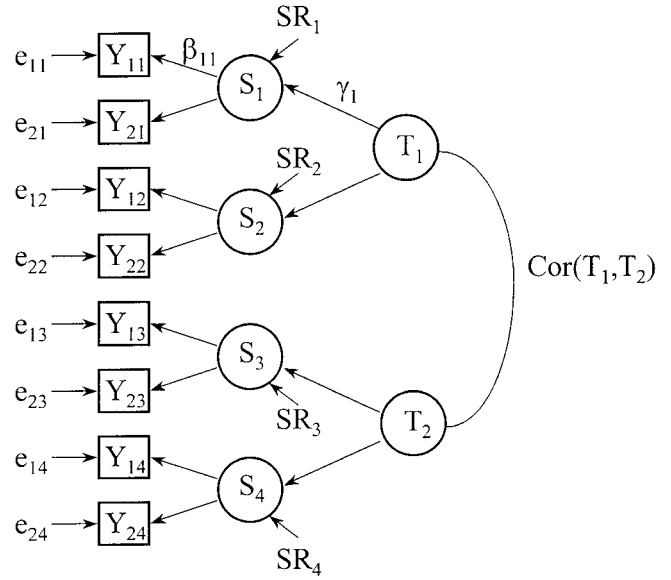 SR₁
e₁₁ Y₁₁ β₁₁ S₁ γ₁
e₂₁ Y₂₁ T₁
SR₂
e₁₂ Y₁₂ S₂
e₂₂ Y₂₂
Cor(T₁,T₂)
e₁₃ Y₁₃ S₃
e₂₃ Y₂₃ SR₃ T₂
e₁₄ Y₁₄ S₄
e₂₄ Y₂₄
SR₄